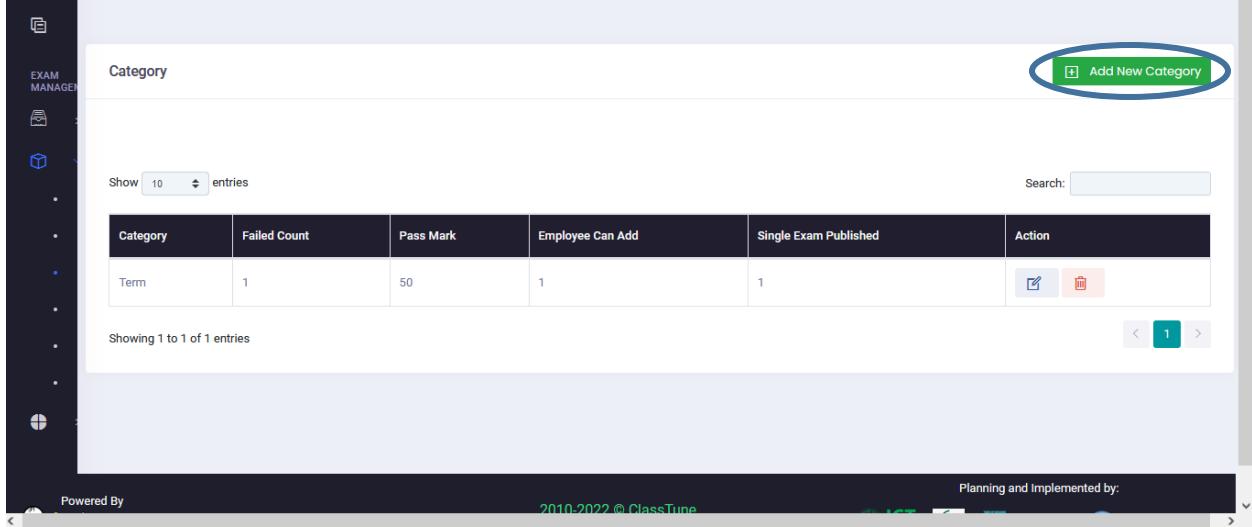 EXAM
MANAGEM
Category
Add New Category
Show 10 entries
Search:
Category Failed Count Pass Mark Employee Can Add Single Exam Published Action
Term 1 50 1 1
Showing 1 to 1 of 1 entries
< 1 >
Planning and Implemented by:
Powered By
2010-2022 © ClassTune